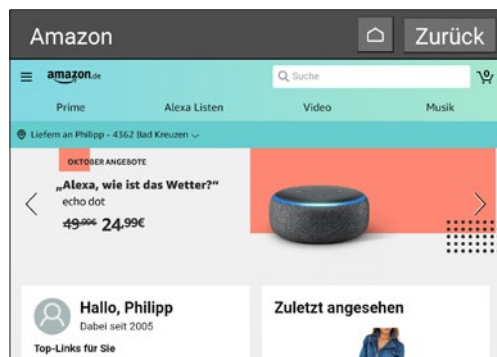 Amazon
Zurück
amazon.de
Suche
0
Prime
Alexa Listen
Video
Musik
Liefern an Philipp - 4362 Bad Kreuzen
OKTOBER ANGEBOTE
„Alexa, wie ist das Wetter?“
echo dot
49,99€ 24,99€
Hallo, Philipp
Dabei seit 2005
Top-Links für Sie
Zuletzt angesehen